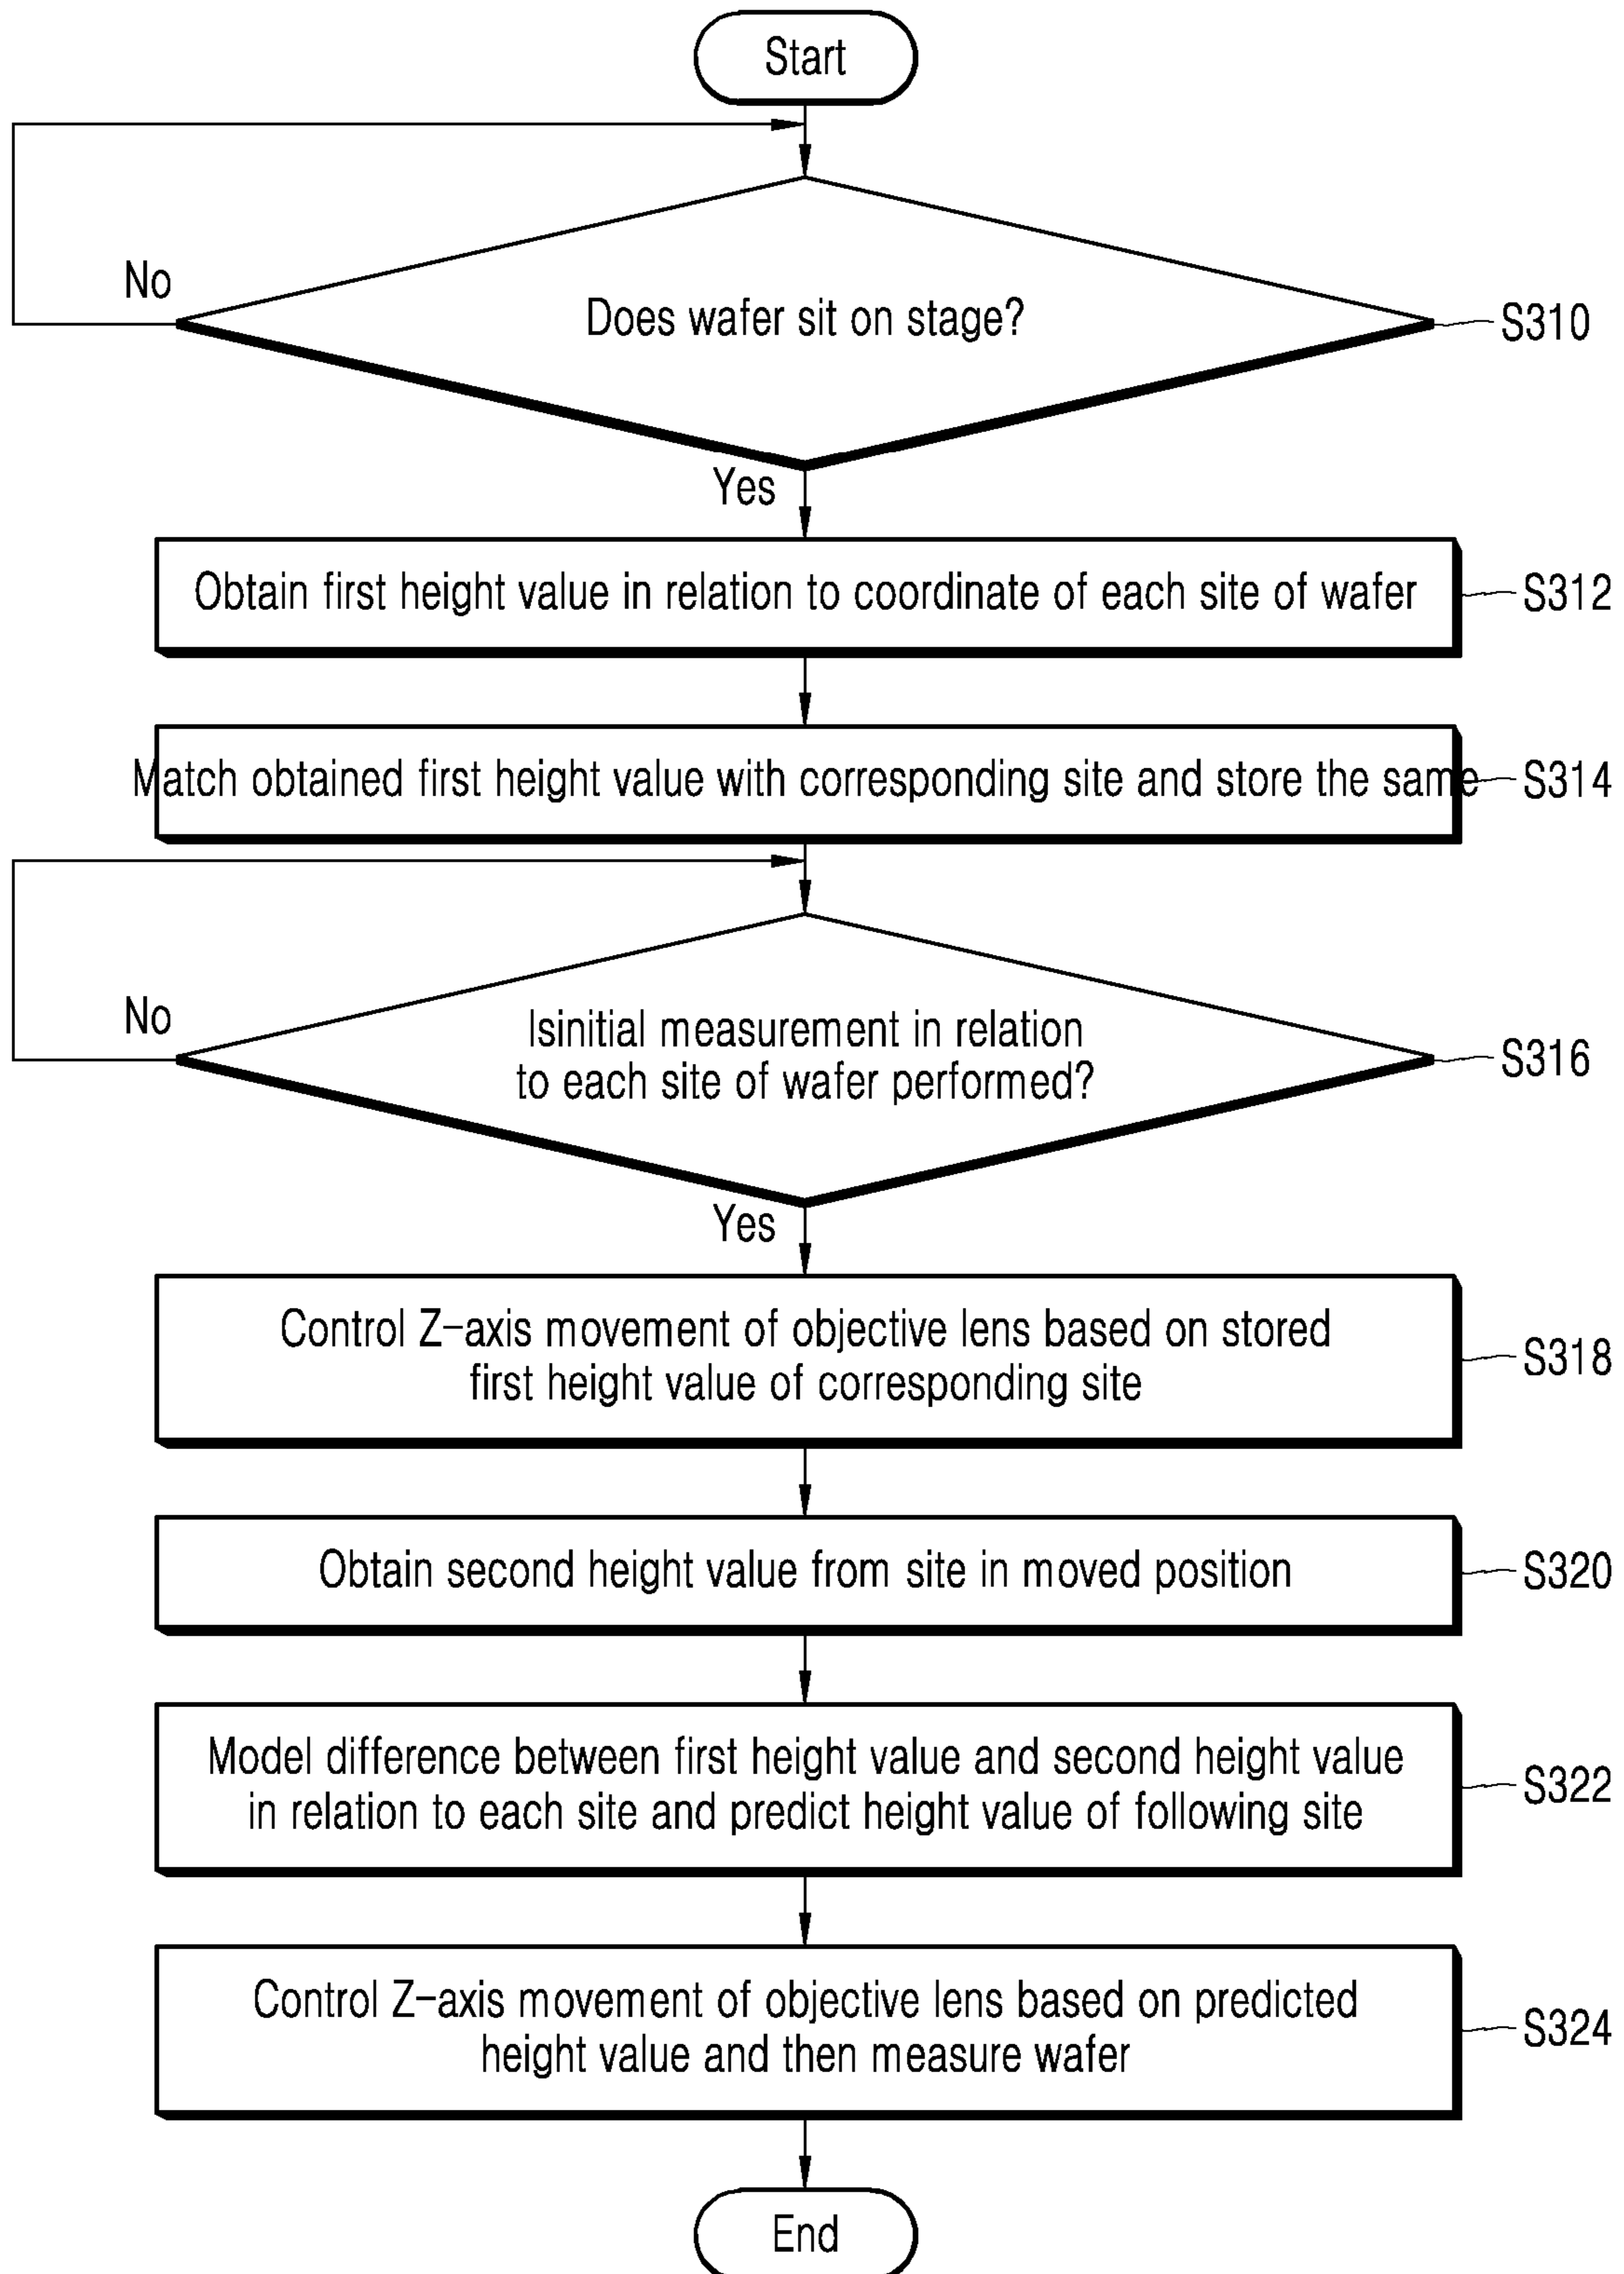 Start
No
Does wafer sit on stage?
S310
Yes
Obtain first height value in relation to coordinate of each site of wafer
S312
Match obtained first height value with corresponding site and store the same
S314
No
Isinitial measurement in relation
to each site of wafer performed?
S316
Yes
Control Z-axis movement of objective lens based on stored
first height value of corresponding site
S318
Obtain second height value from site in moved position
S320
Model difference between first height value and second height value
in relation to each site and predict height value of following site
S322
Control Z-axis movement of objective lens based on predicted
height value and then measure wafer
S324
End